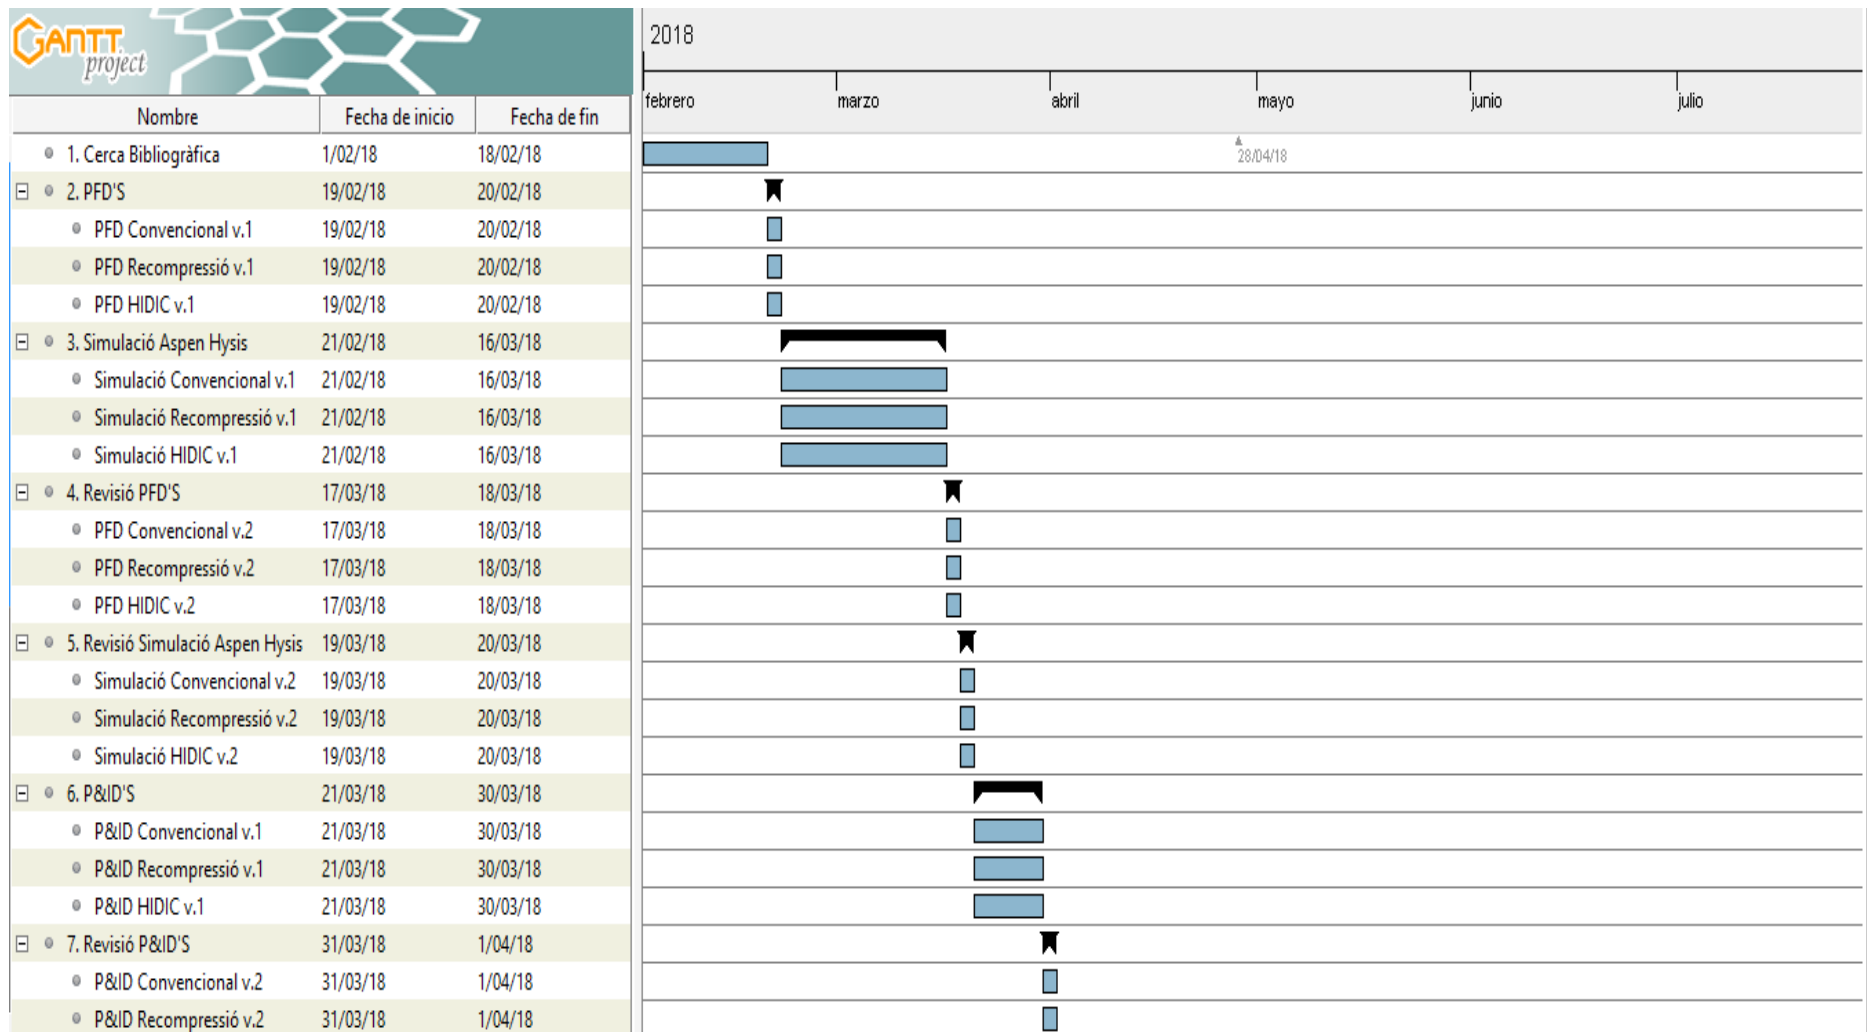 GANTT
project
2018
febrero marzo abril mayo junio julio
Nombre Fecha de inicio Fecha de fin
1. Cerca Bibliogràfica 1/02/18 18/02/18
28/04/18
2. PFD'S 19/02/18 20/02/18
PFD Convencional v.1 19/02/18 20/02/18
PFD Recompressió v.1 19/02/18 20/02/18
PFD HIDIC v.1 19/02/18 20/02/18
3. Simulació Aspen Hysis 21/02/18 16/03/18
Simulació Convencional v.1 21/02/18 16/03/18
Simulació Recompressió v.1 21/02/18 16/03/18
Simulació HIDIC v.1 21/02/18 16/03/18
4. Revisió PFD'S 17/03/18 18/03/18
PFD Convencional v.2 17/03/18 18/03/18
PFD Recompressió v.2 17/03/18 18/03/18
PFD HIDIC v.2 17/03/18 18/03/18
5. Revisió Simulació Aspen Hysis 19/03/18 20/03/18
Simulació Convencional v.2 19/03/18 20/03/18
Simulació Recompressió v.2 19/03/18 20/03/18
Simulació HIDIC v.2 19/03/18 20/03/18
6. P&ID'S 21/03/18 30/03/18
P&ID Convencional v.1 21/03/18 30/03/18
P&ID Recompressió v.1 21/03/18 30/03/18
P&ID HIDIC v.1 21/03/18 30/03/18
7. Revisió P&ID'S 31/03/18 1/04/18
P&ID Convencional v.2 31/03/18 1/04/18
P&ID Recompressió v.2 31/03/18 1/04/18